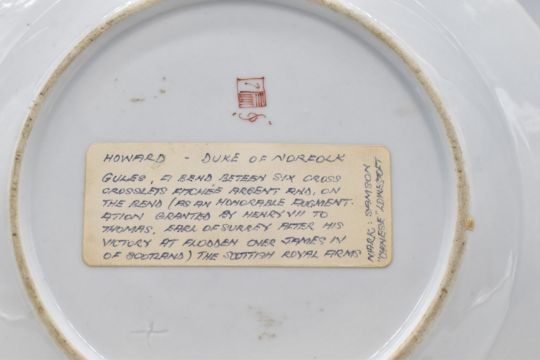 HOWARD - DUKE OF NORFOLK
GULES, A BEND BETEEN SIX CROSS
CROSSLETS FITCHÉE ARGENT AND, ON
THE BEND (AS AN HONORABLE AUGMENT-
ATION GRANTED BY HENRY VII TO
THOMAS, EARL OF SURREY AFTER HIS
VICTORY AT FLODDEN OVER JAMES IV
OF SCOTLAND) THE SCOTTISH ROYAL ARMS
MARK: SAMSON
"CHINESE LOWESTOFT"